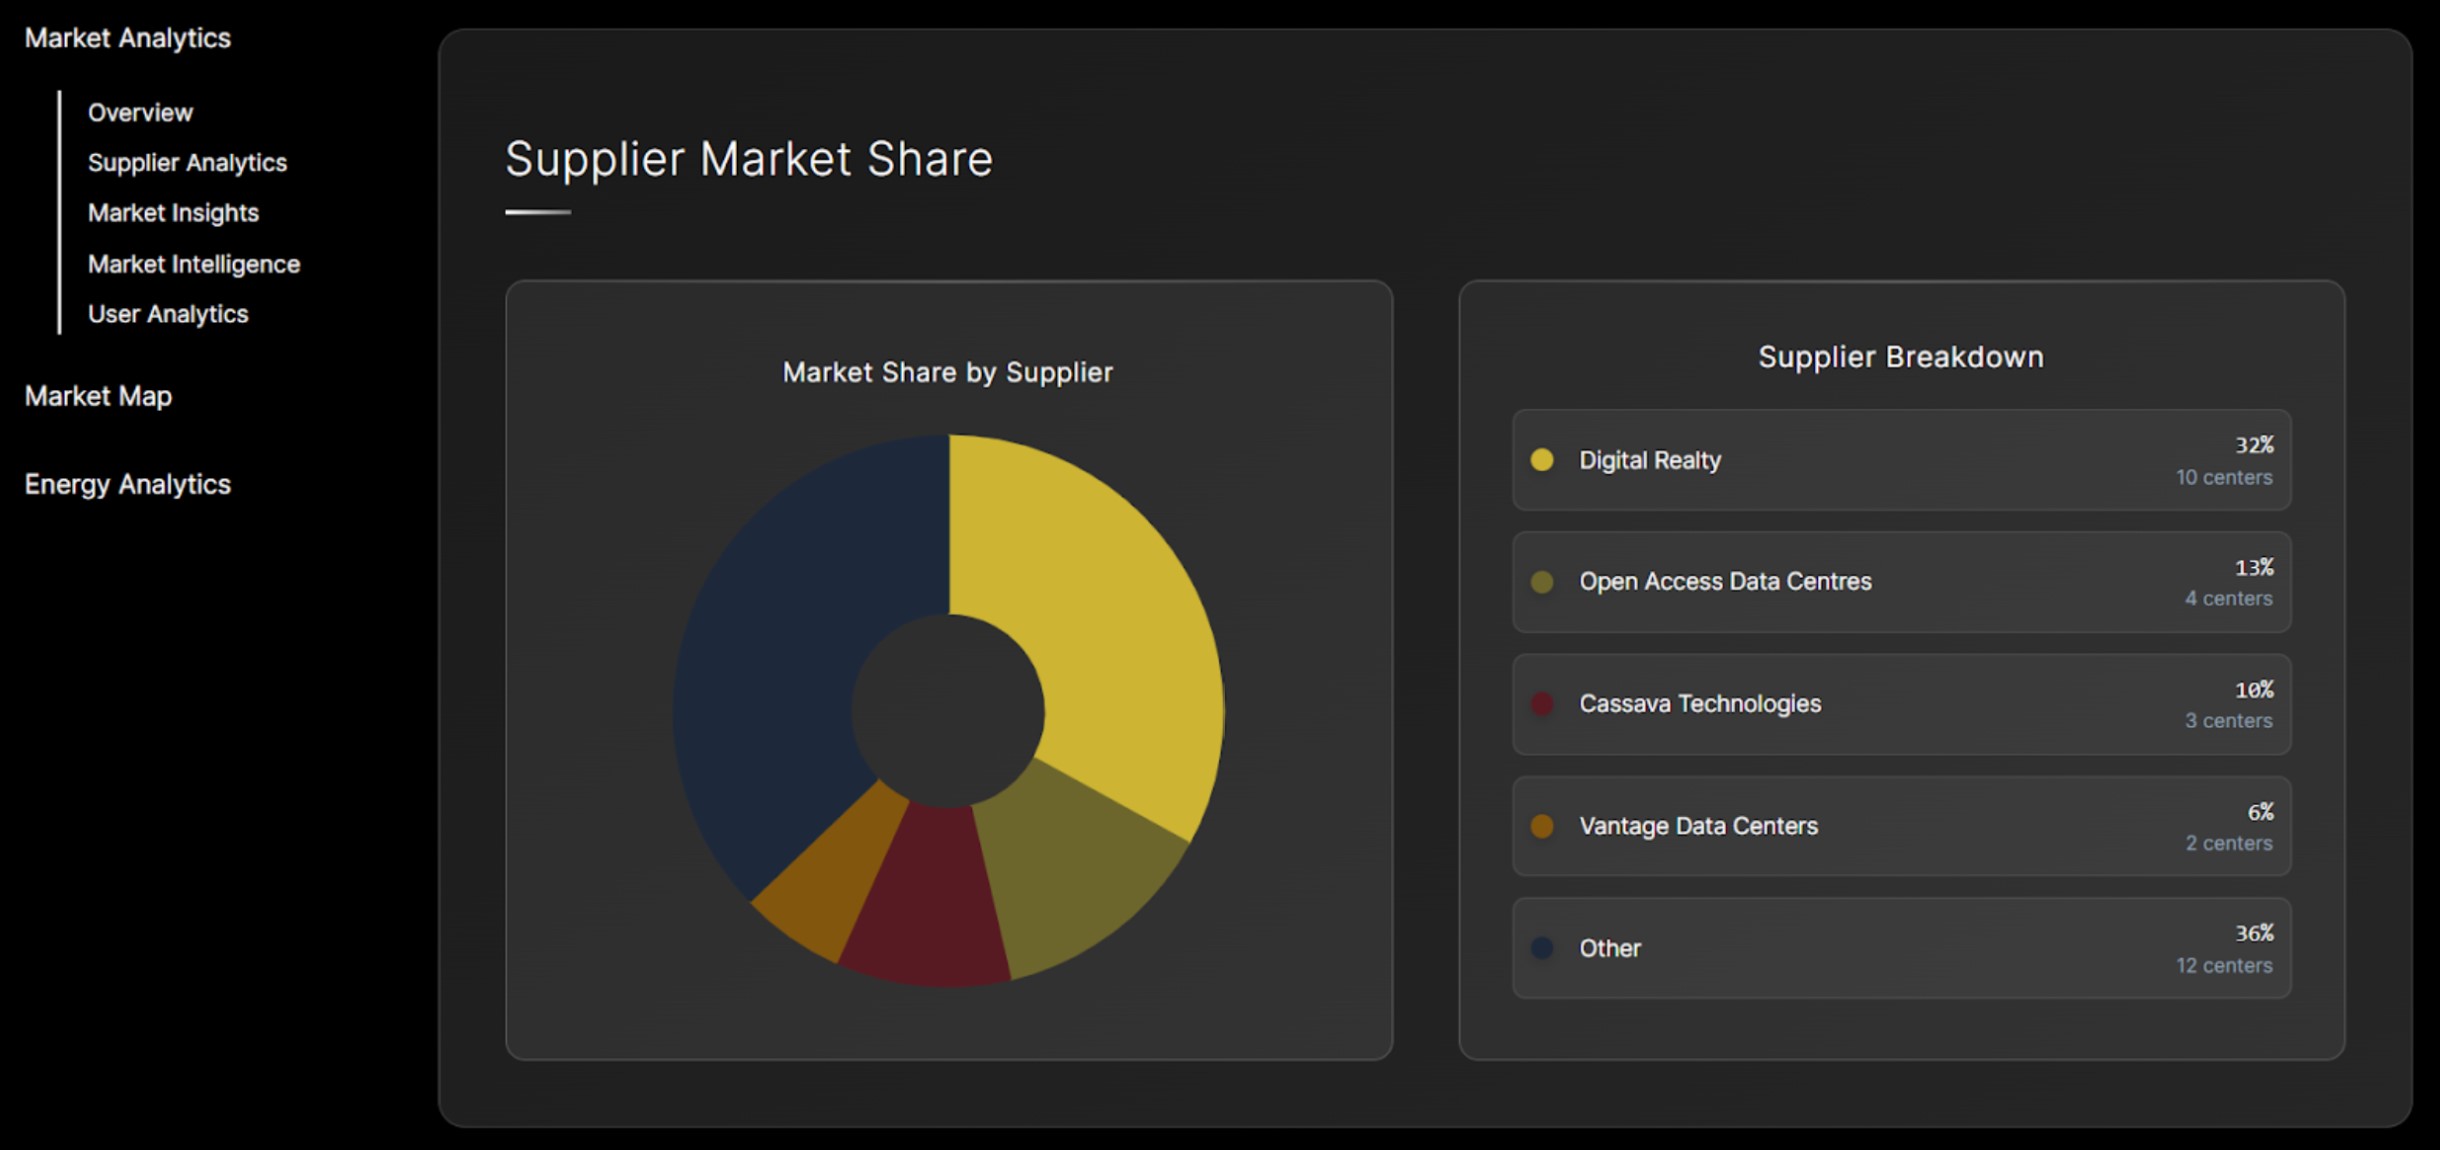 Market Analytics
Overview
Supplier Analytics
Market Insights
Market Intelligence
User Analytics
Market Map
Energy Analytics
Supplier Market Share
Market Share by Supplier
Supplier Breakdown
Digital Realty
32%
10 centers
Open Access Data Centres
13%
4 centers
Cassava Technologies
10%
3 centers
Vantage Data Centers
6%
2 centers
Other
36%
12 centers